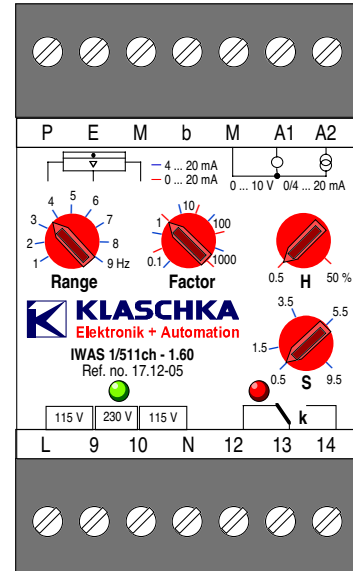 P E M b M A1 A2
4 ... 20 mA
0 ... 20 mA
0 ... 10 V 0/4 ... 20 mA
1 2 3 4 5 6 7 8 9 Hz
Range
0.1 1 10 100 1000
Factor
0.5 50 %
H
KLASCHKA
Elektronik + Automation
IWAS 1/511ch - 1.60
Ref. no. 17.12-05
0.5 1.5 3.5 5.5 9.5
S
115 V 230 V 115 V
k
L 9 10 N 12 13 14